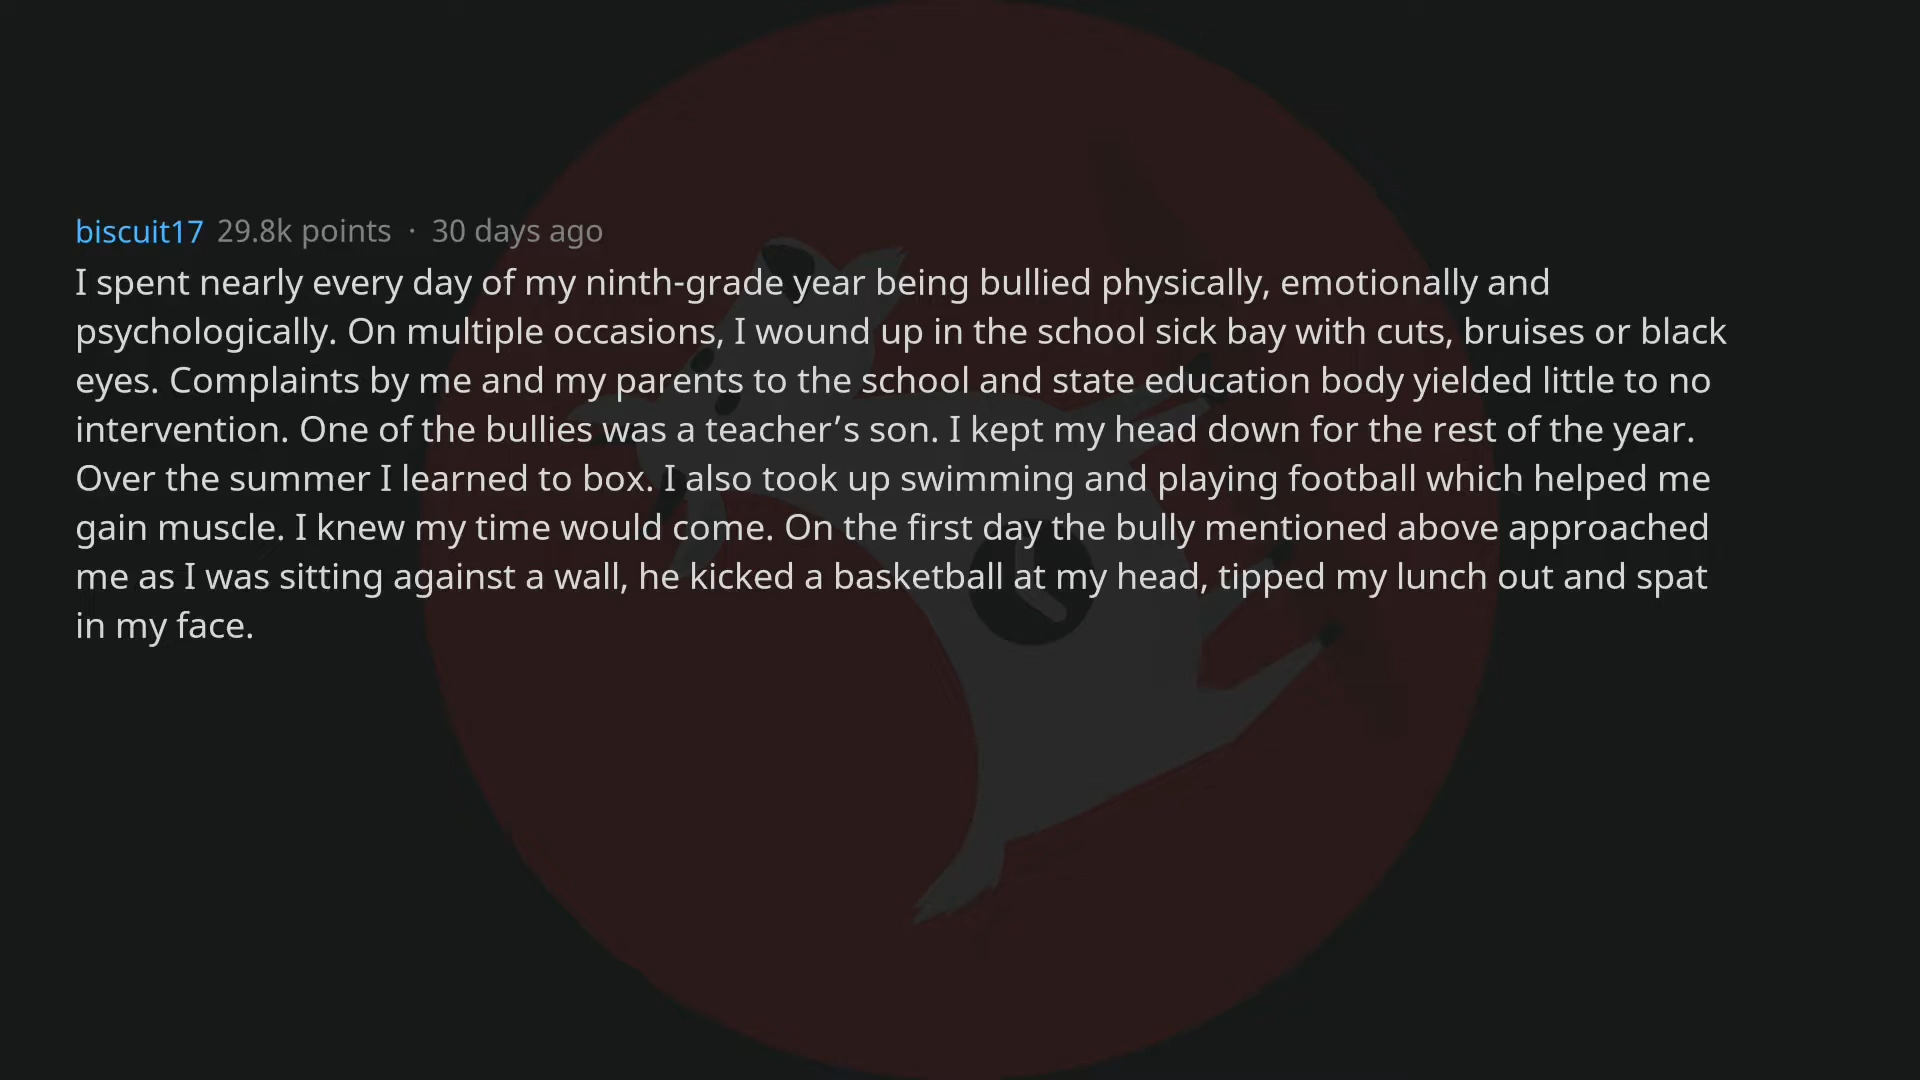 biscuit17 29.8k points · 30 days ago
I spent nearly every day of my ninth-grade year being bullied physically, emotionally and
psychologically. On multiple occasions, I wound up in the school sick bay with cuts, bruises or black
eyes. Complaints by me and my parents to the school and state education body yielded little to no
intervention. One of the bullies was a teacher’s son. I kept my head down for the rest of the year.
Over the summer I learned to box. I also took up swimming and playing football which helped me
gain muscle. I knew my time would come. On the first day the bully mentioned above approached
me as I was sitting against a wall, he kicked a basketball at my head, tipped my lunch out and spat
in my face.